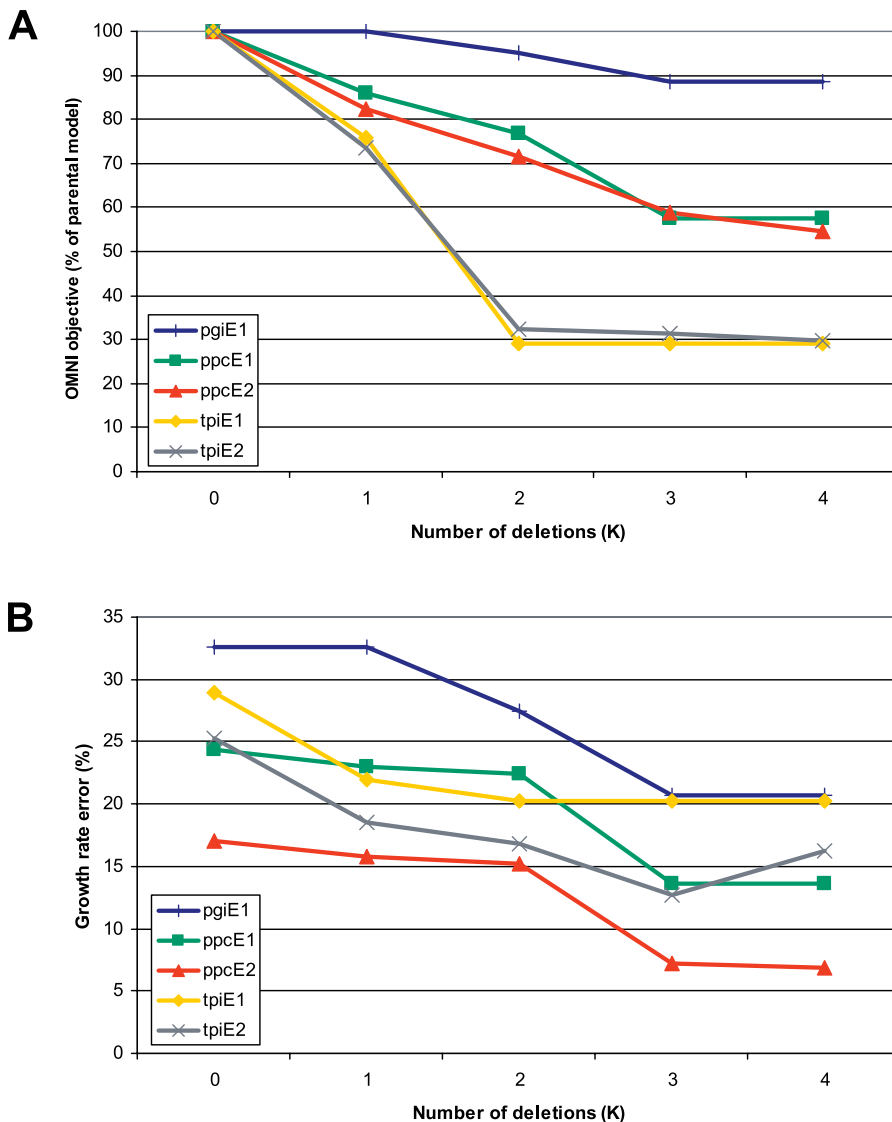 A
OMNI objective (% of parental model)
100
90
80
70
60
50
40
30
20
10
0
pgiE1
ppcE1
ppcE2
tpiE1
tpiE2
0 1 2 3 4
Number of deletions (K)
B
Growth rate error (%)
35
30
25
20
15
10
5
0
pgiE1
ppcE1
ppcE2
tpiE1
tpiE2
0 1 2 3 4
Number of deletions (K)